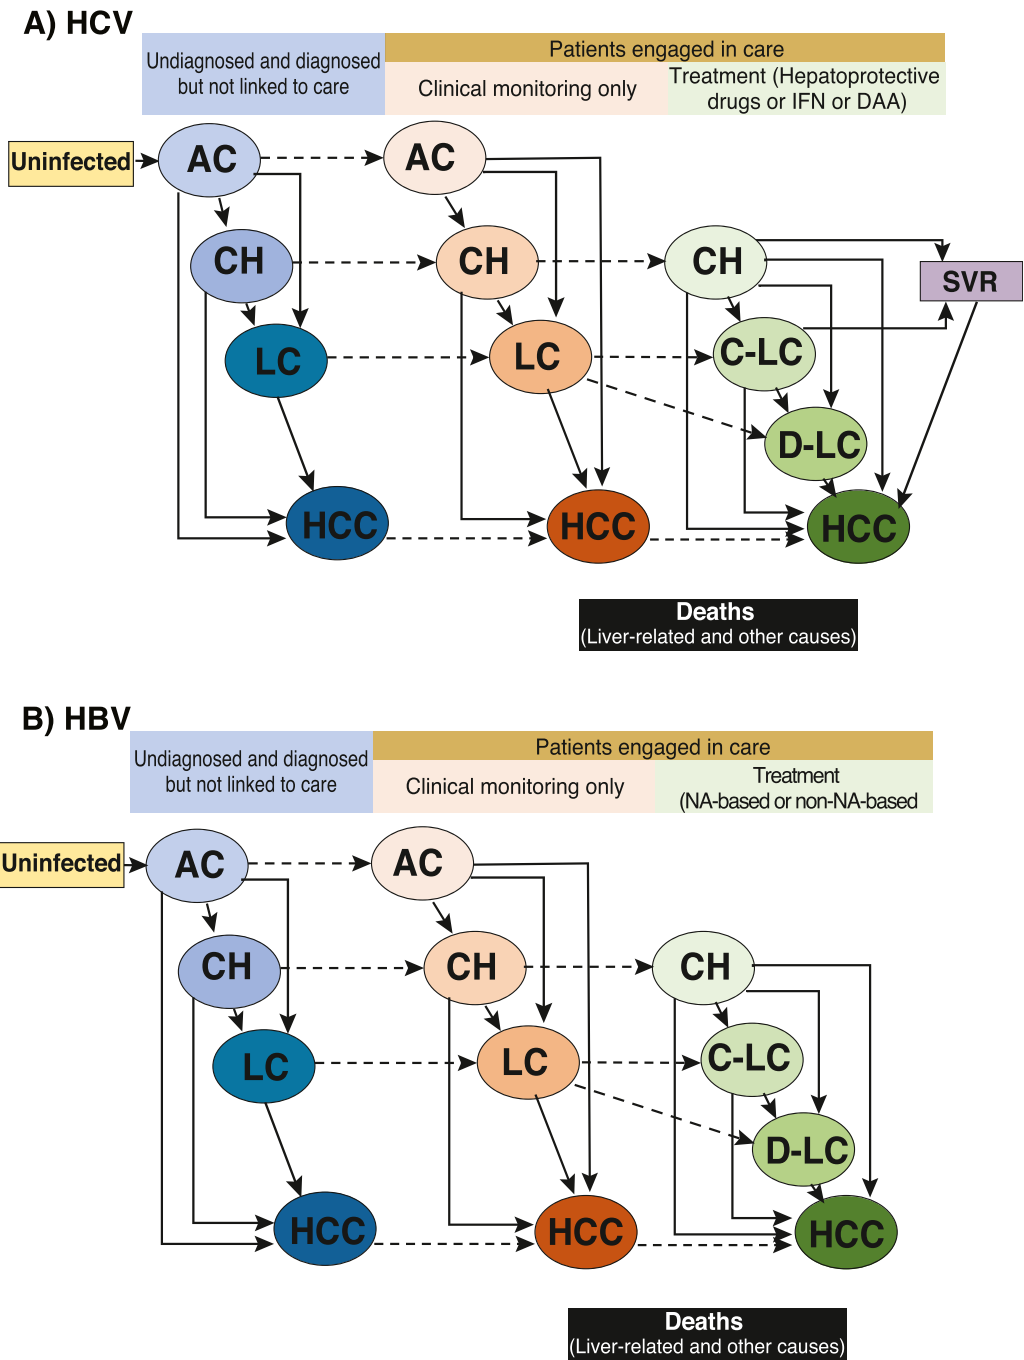 A) HCV
Undiagnosed and diagnosed
but not linked to care
Patients engaged in care
Clinical monitoring only
Treatment (Hepatoprotective
drugs or IFN or DAA)
Uninfected
AC
AC
CH
CH
CH
SVR
LC
LC
C-LC
D-LC
HCC
HCC
HCC
Deaths
(Liver-related and other causes)
B) HBV
Undiagnosed and diagnosed
but not linked to care
Patients engaged in care
Clinical monitoring only
Treatment
(NA-based or non-NA-based
Uninfected
AC
AC
CH
CH
CH
LC
LC
C-LC
D-LC
HCC
HCC
HCC
Deaths
(Liver-related and other causes)